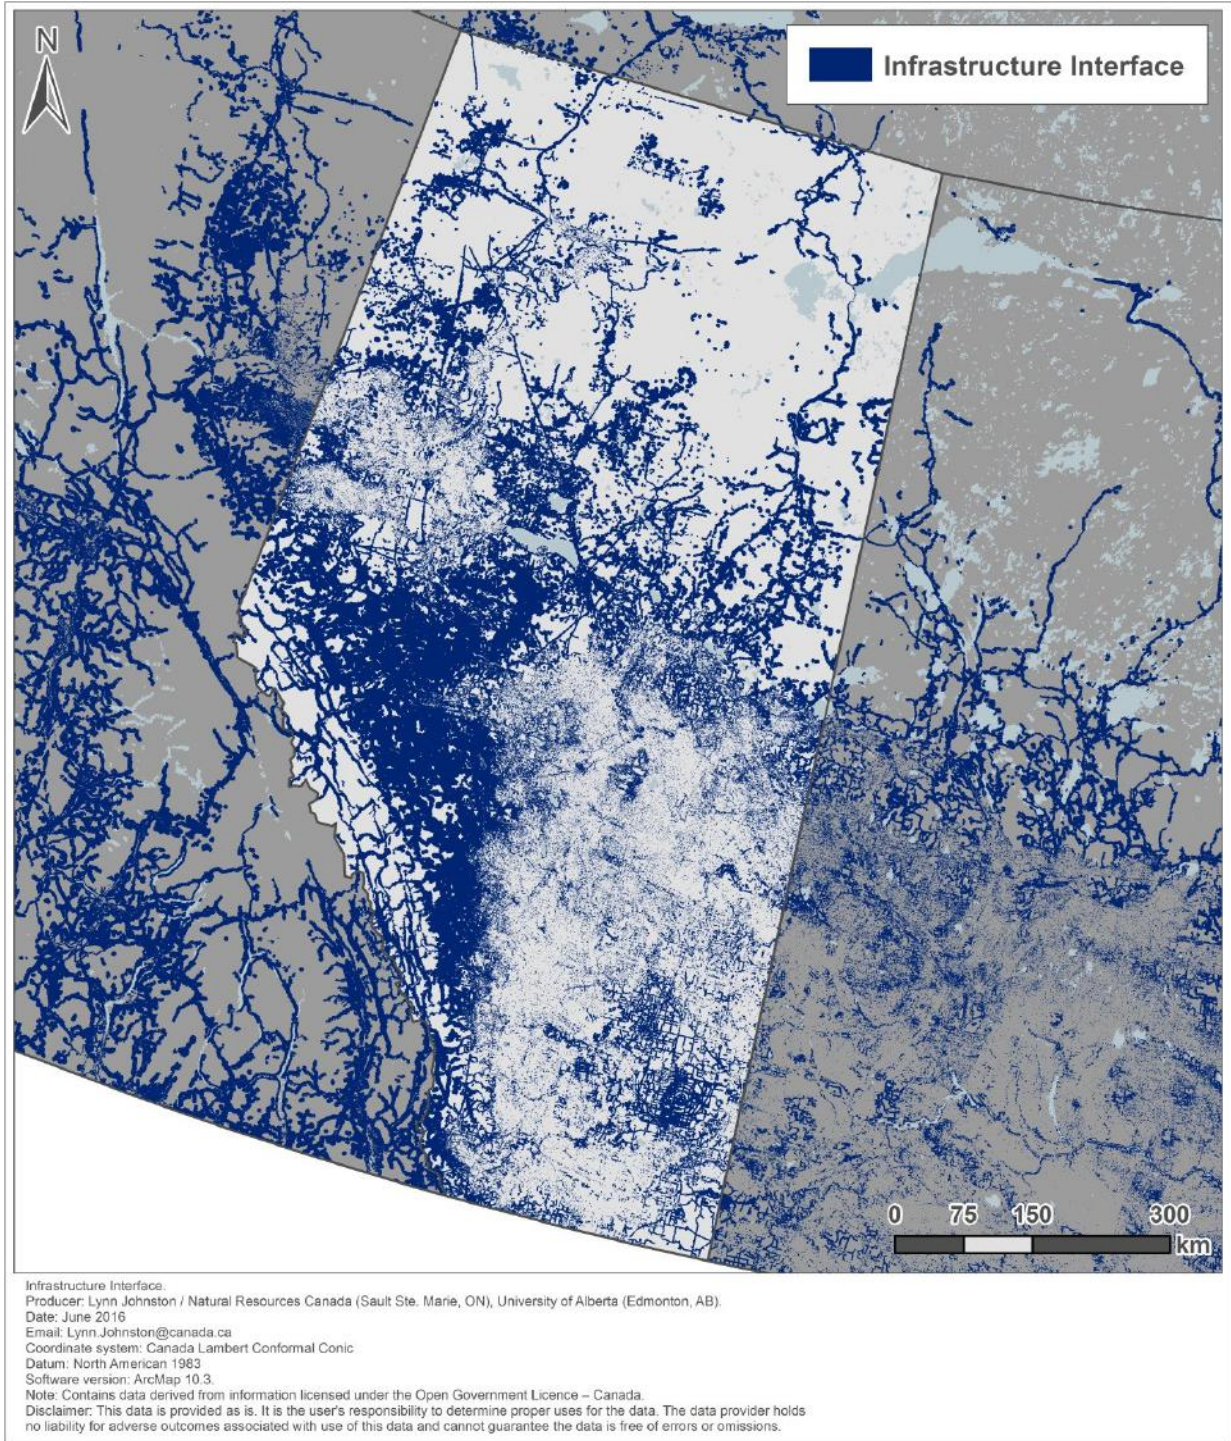 N
Infrastructure Interface
0 75 150 300
km
Infrastructure Interface.
Producer: Lynn Johnston / Natural Resources Canada (Sault Ste. Marie, ON), University of Alberta (Edmonton, AB).
Date: June 2016
Email: Lynn.Johnston@canada.ca
Coordinate system: Canada Lambert Conformal Conic
Datum: North American 1983
Software version: ArcMap 10.3.
Note: Contains data derived from information licensed under the Open Government Licence – Canada.
Disclaimer: This data is provided as is. It is the user's responsibility to determine proper uses for the data. The data provider holds
no liability for adverse outcomes associated with use of this data and cannot guarantee the data is free of errors or omissions.